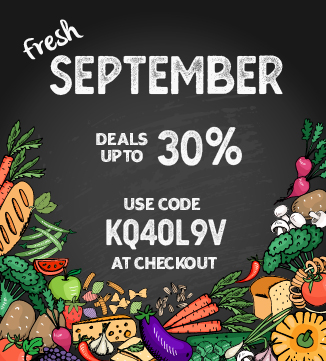 fresh
SEPTEMBER
DEALS
UP TO
30%
USE CODE
KQ40L9V
AT CHECKOUT